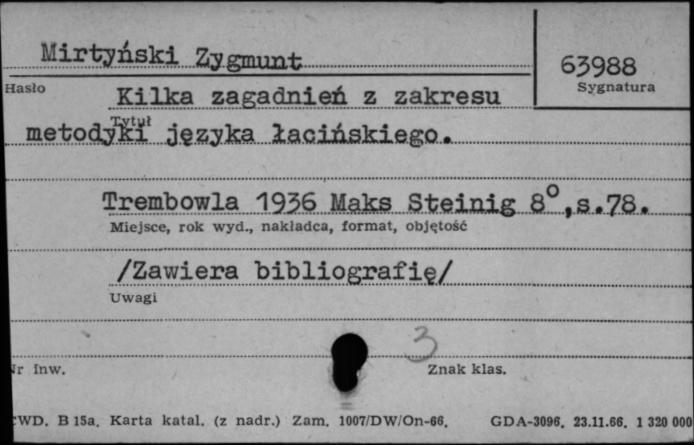 Mirtyński Zygmunt
63988
Hasło
Sygnatura
Kilka zagadnień z zakresu
Tytuł
metodyki języka łacińskiego.
Trembowla 1936 Maks Steinig 8°,s.78.
Miejsce, rok wyd., nakładca, format, objętość
/Zawiera bibliografię/
Uwagi
3
Nr inw.
Znak klas.
CWD. B 15a. Karta katal. (z nadr.) Zam. 1007/DW/On-66. GDA-3096. 23.11.66. 1 320 000